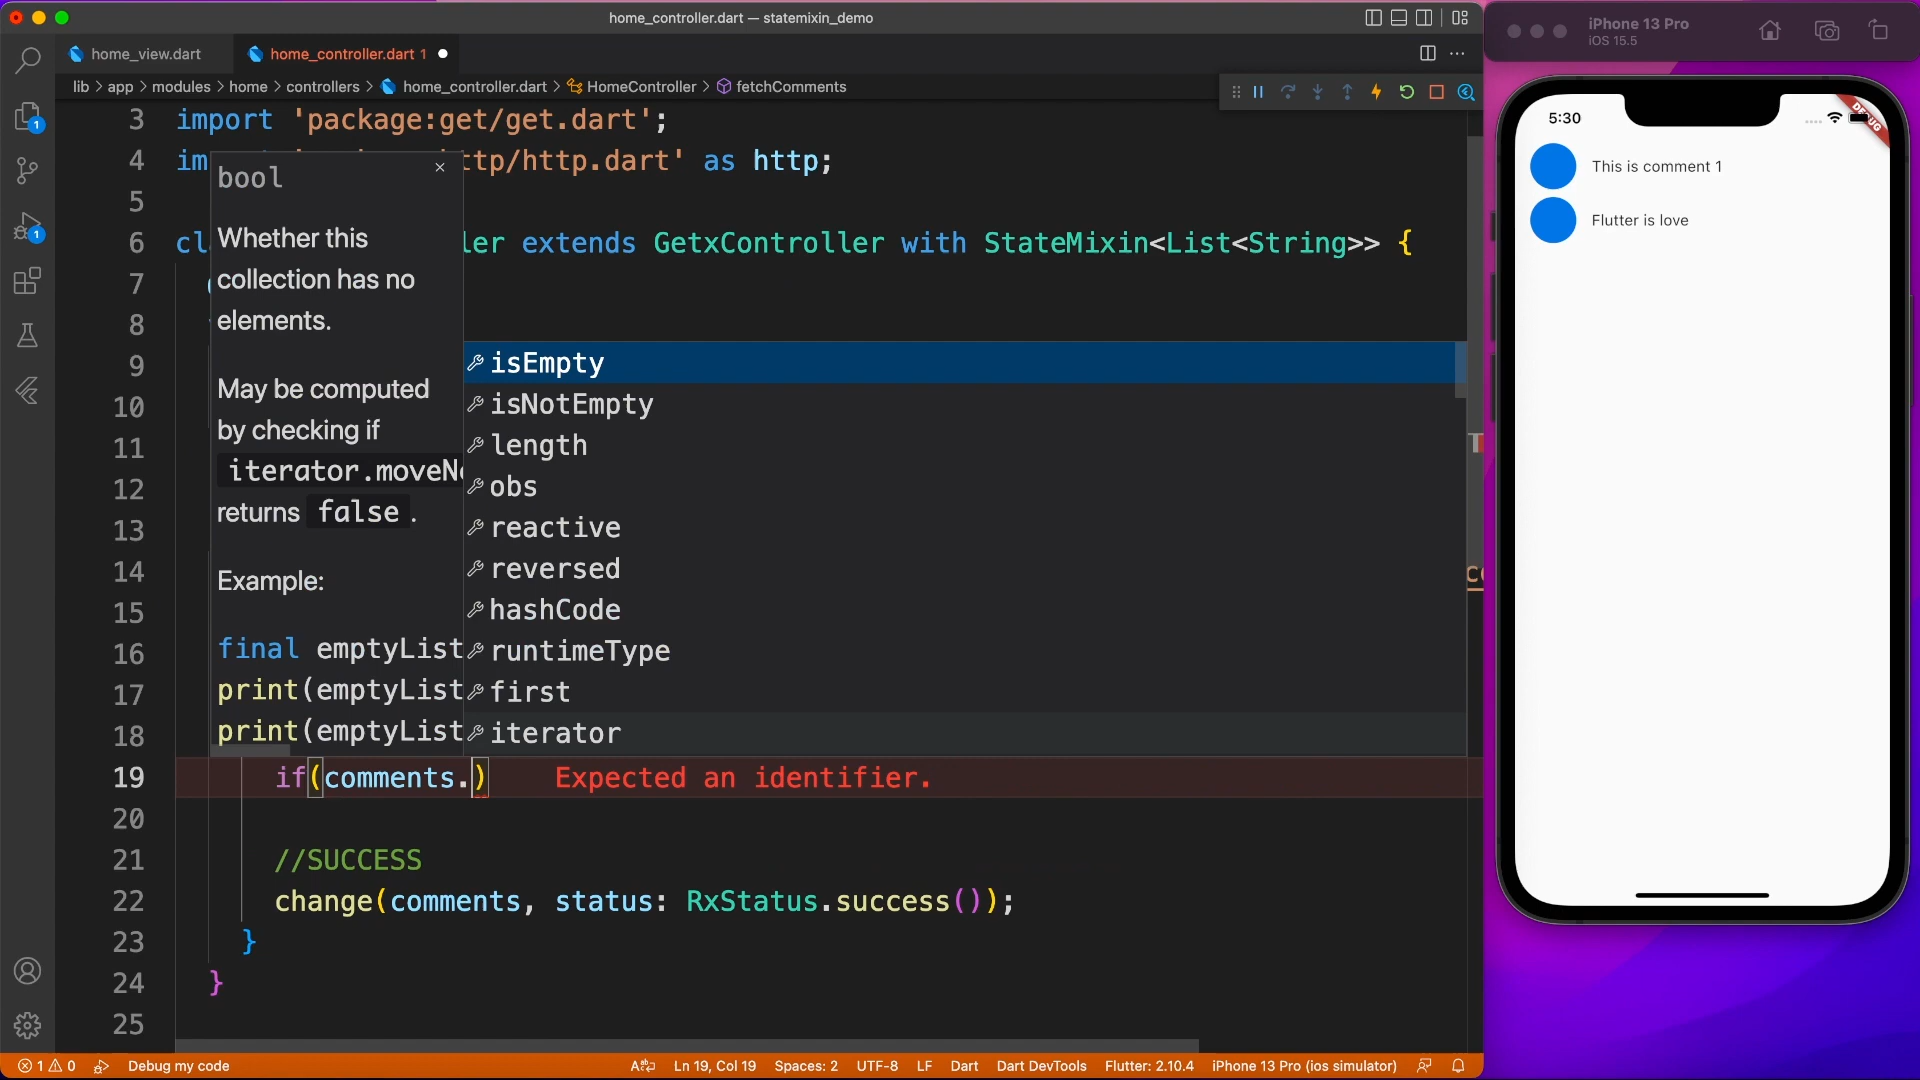 home_controller.dart — statemixin_demo
iPhone 13 Pro
iOS 15.5
home_view.dart
home_controller.dart 1
lib > app > modules > home > controllers > home_controller.dart > HomeController > fetchComments
3 import 'package:get/get.dart';
4 im ttp/http.dart' as http;
5
6 cl ller extends GetxController with StateMixin<List<String>> {
7
8
9
10
11
12
13
14
15
16
17
18
bool
Whether this
collection has no
elements.
May be computed
by checking if
iterator.moveN
returns false .
Example:
final emptyList
print(emptyList
print(emptyList
isEmpty
isNotEmpty
length
obs
reactive
reversed
hashCode
runtimeType
first
iterator
19 if(comments.) Expected an identifier.
20
21 //SUCCESS
22 change(comments, status: RxStatus.success());
23 }
24 }
25
1
1
1 0 Debug my code Ln 19, Col 19 Spaces: 2 UTF-8 LF Dart Dart DevTools Flutter: 2.10.4 iPhone 13 Pro (ios simulator)
5:30
DEBUG
This is comment 1
Flutter is love